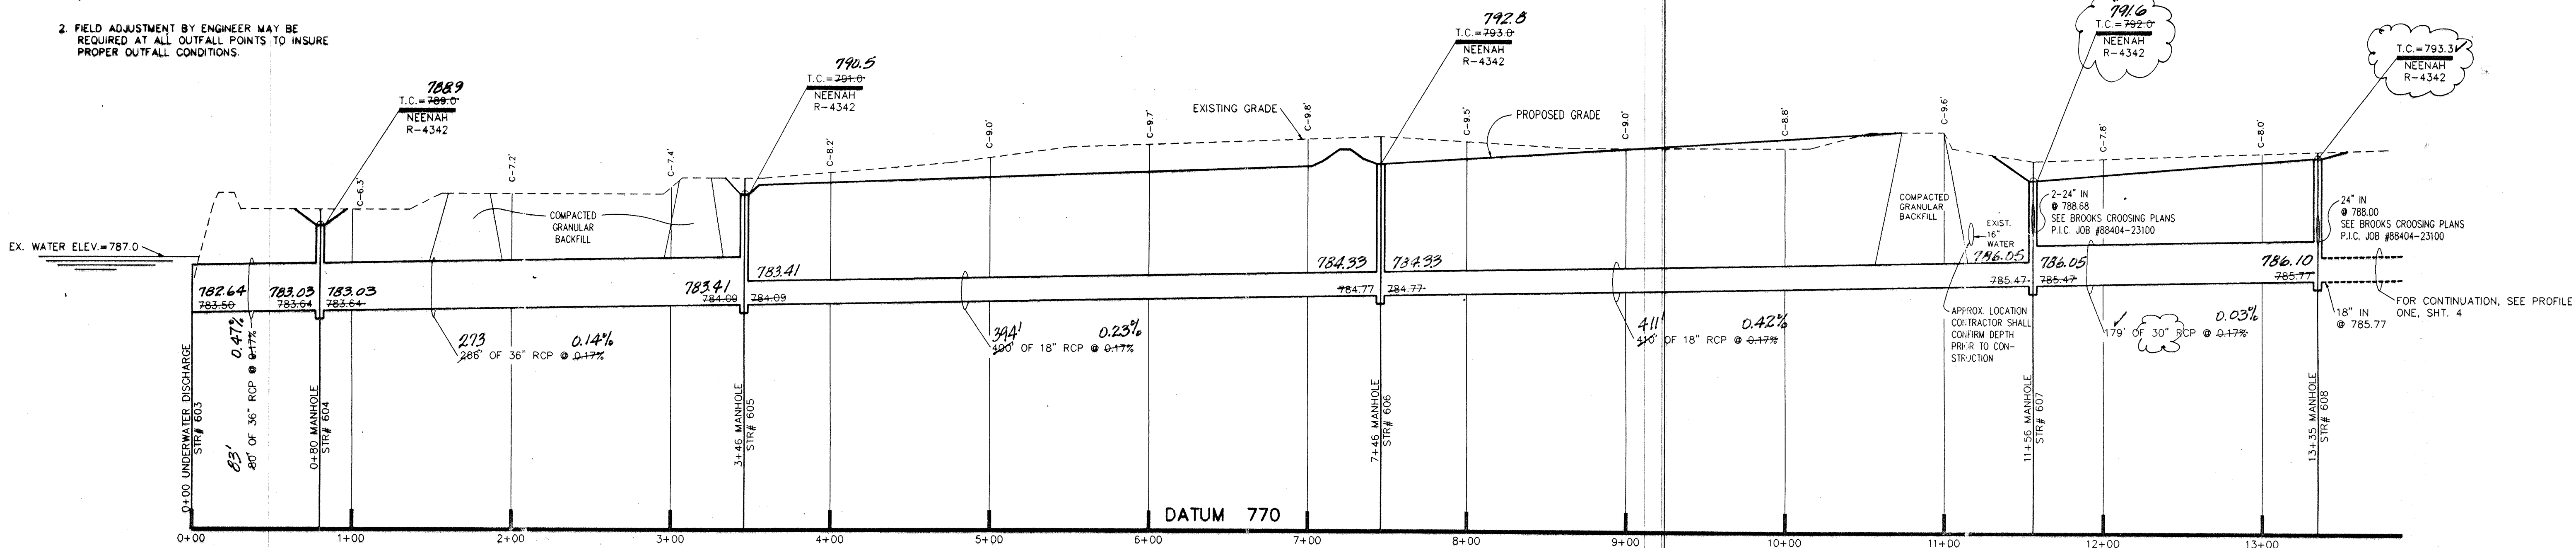 2. FIELD ADJUSTMENT BY ENGINEER MAY BE
REQUIRED AT ALL OUTFALL POINTS TO INSURE
PROPER OUTFALL CONDITIONS.
788.9
T.C.=789.0
NEENAH
R-4342
790.5
T.C.=791.0
NEENAH
R-4342
792.8
T.C.=793.0
NEENAH
R-4342
791.6
T.C.=792.0
NEENAH
R-4342
T.C.=793.3
NEENAH
R-4342
EXISTING GRADE
PROPOSED GRADE
C-6.3'
C-7.2'
C-7.4'
C-8.2'
C-9.0'
C-9.7'
C-9.8'
C-9.5'
C-9.0'
C-8.8'
C-9.6'
C-7.8'
C-8.0'
COMPACTED
GRANULAR
BACKFILL
COMPACTED
GRANULAR
BACKFILL
EXIST.
16"
WATER
2-24" IN
@ 788.68
SEE BROOKS CROOSING PLANS
P.I.C. JOB #88404-23100
24" IN
@ 788.00
SEE BROOKS CROOSING PLANS
P.I.C. JOB #88404-23100
EX. WATER ELEV.=787.0
782.64
783.50
783.03
783.64
783.03
783.64
783.41
784.09
783.41
784.09
784.33
784.77
784.33
784.77
786.05
785.47
786.05
785.47
786.10
785.77
18" IN
@ 785.77
FOR CONTINUATION, SEE PROFILE
ONE, SHT. 4
83' 0.47%
80' OF 36" RCP @ 0.17%
273 0.14%
266' OF 36" RCP @ 0.17%
394' 0.23%
400' OF 18" RCP @ 0.17%
411' 0.42%
410' OF 18" RCP @ 0.17%
APPROX. LOCATION
CONTRACTOR SHALL
CONFIRM DEPTH
PRIOR TO CON-
STRUCTION
0.03%
179' OF 30" RCP @ 0.17%
0+00 UNDERWATER DISCHARGE
STR# 603
0+80 MANHOLE
STR# 604
3+46 MANHOLE
STR# 605
7+46 MANHOLE
STR# 606
11+56 MANHOLE
STR# 607
13+35 MANHOLE
STR# 608
DATUM 770
0+00 1+00 2+00 3+00 4+00 5+00 6+00 7+00 8+00 9+00 10+00 11+00 12+00 13+00